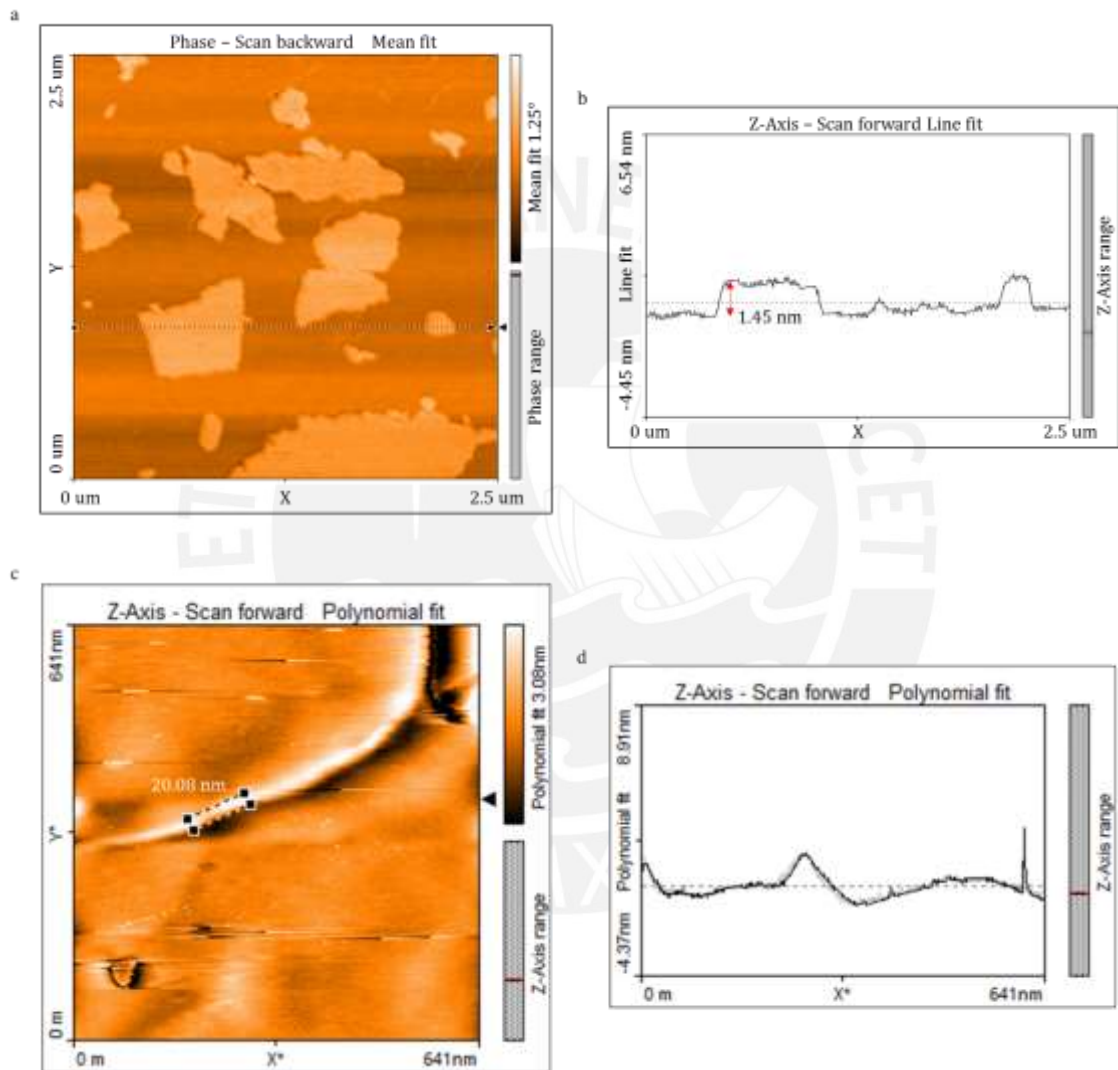 a
Phase – Scan backward Mean fit
2.5 um
Y
0 um
0 um
X
2.5 um
Mean fit 1.25°
Phase range
b
Z-Axis – Scan forward Line fit
6.54 nm
Line fit
-4.45 nm
1.45 nm
0 um
X
2.5 um
Z-Axis range
c
Z-Axis - Scan forward Polynomial fit
641nm
Y*
0 m
20.08 nm
0 m
X*
641nm
Polynomial fit 3.08nm
Z-Axis range
d
Z-Axis - Scan forward Polynomial fit
8.91nm
Polynomial fit
-4.37nm
0 m
X*
641nm
Z-Axis range
ET
NE
CET